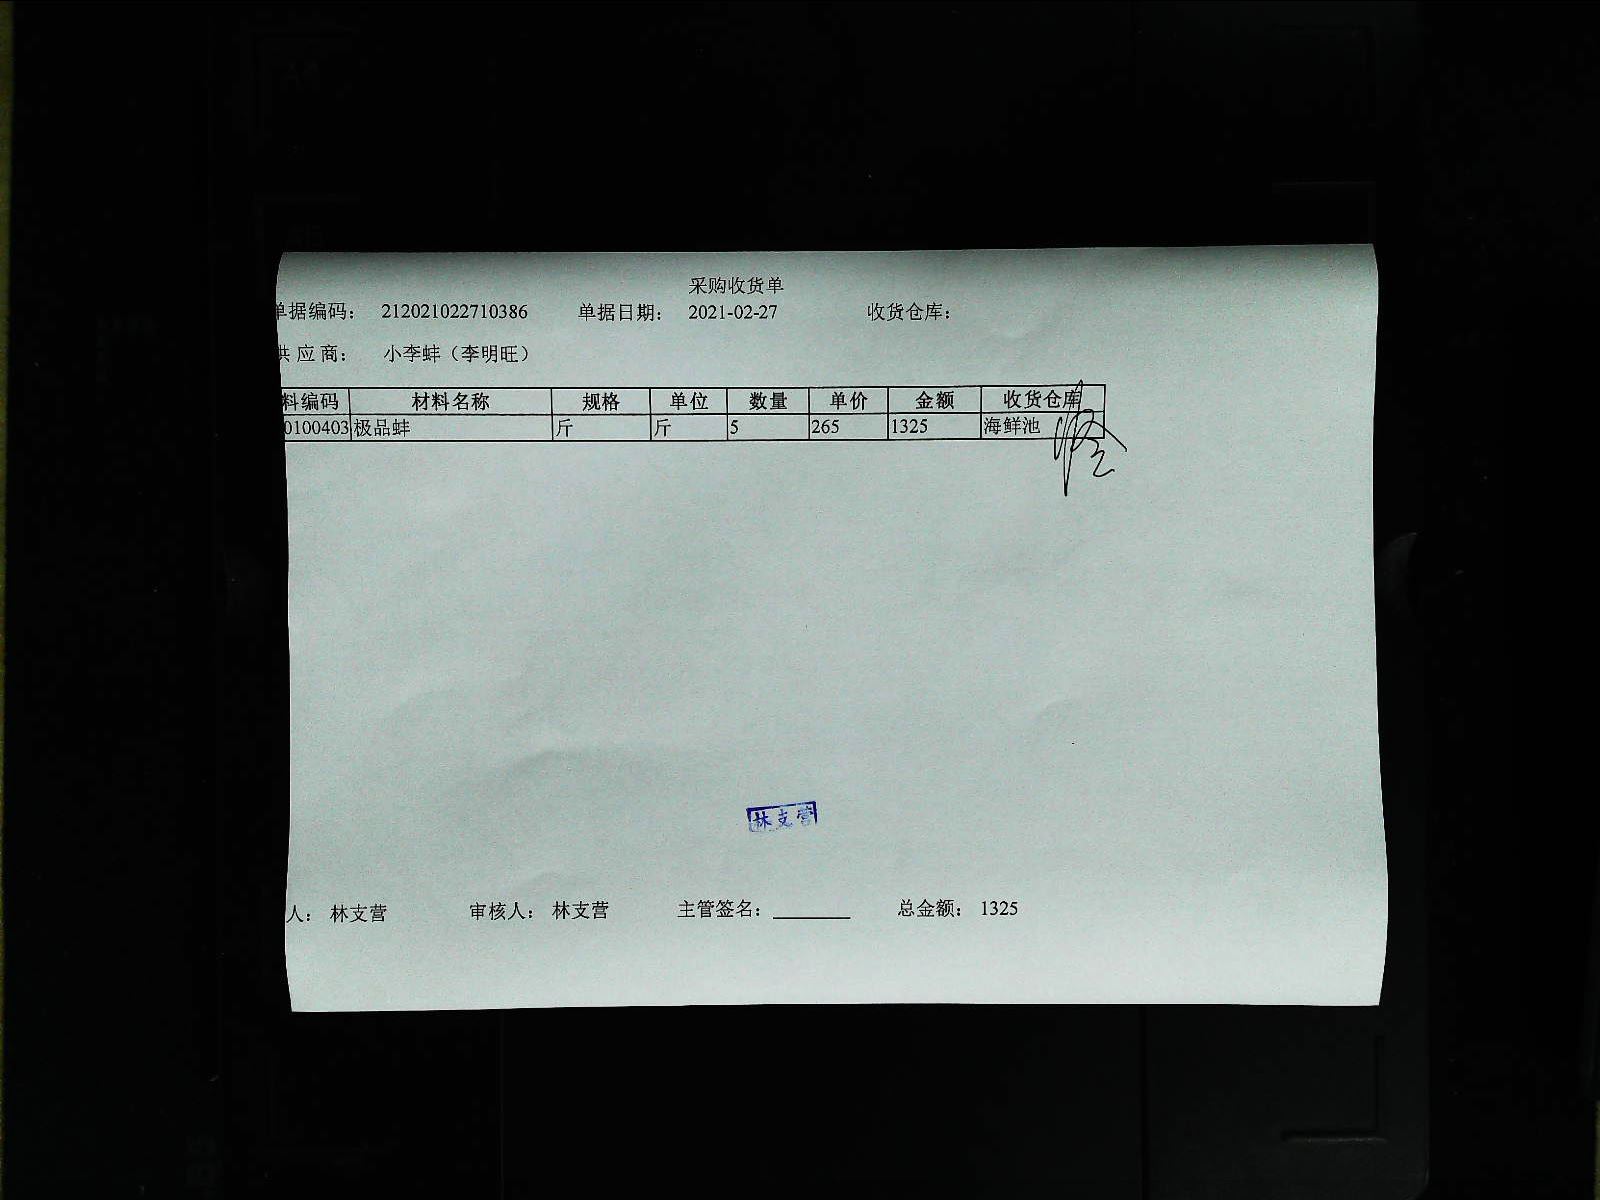 采购收货单
单据编码： 212021022710386 单据日期： 2021-02-27 收货仓库：
供 应 商： 小李蚌（李明旺）
料编码 材料名称 规格 单位 数量 单价 金额 收货仓库
0100403 极品蚌 斤 斤 5 265 1325 海鲜池
林支营
人： 林支营 审核人： 林支营 主管签名：________ 总金额： 1325